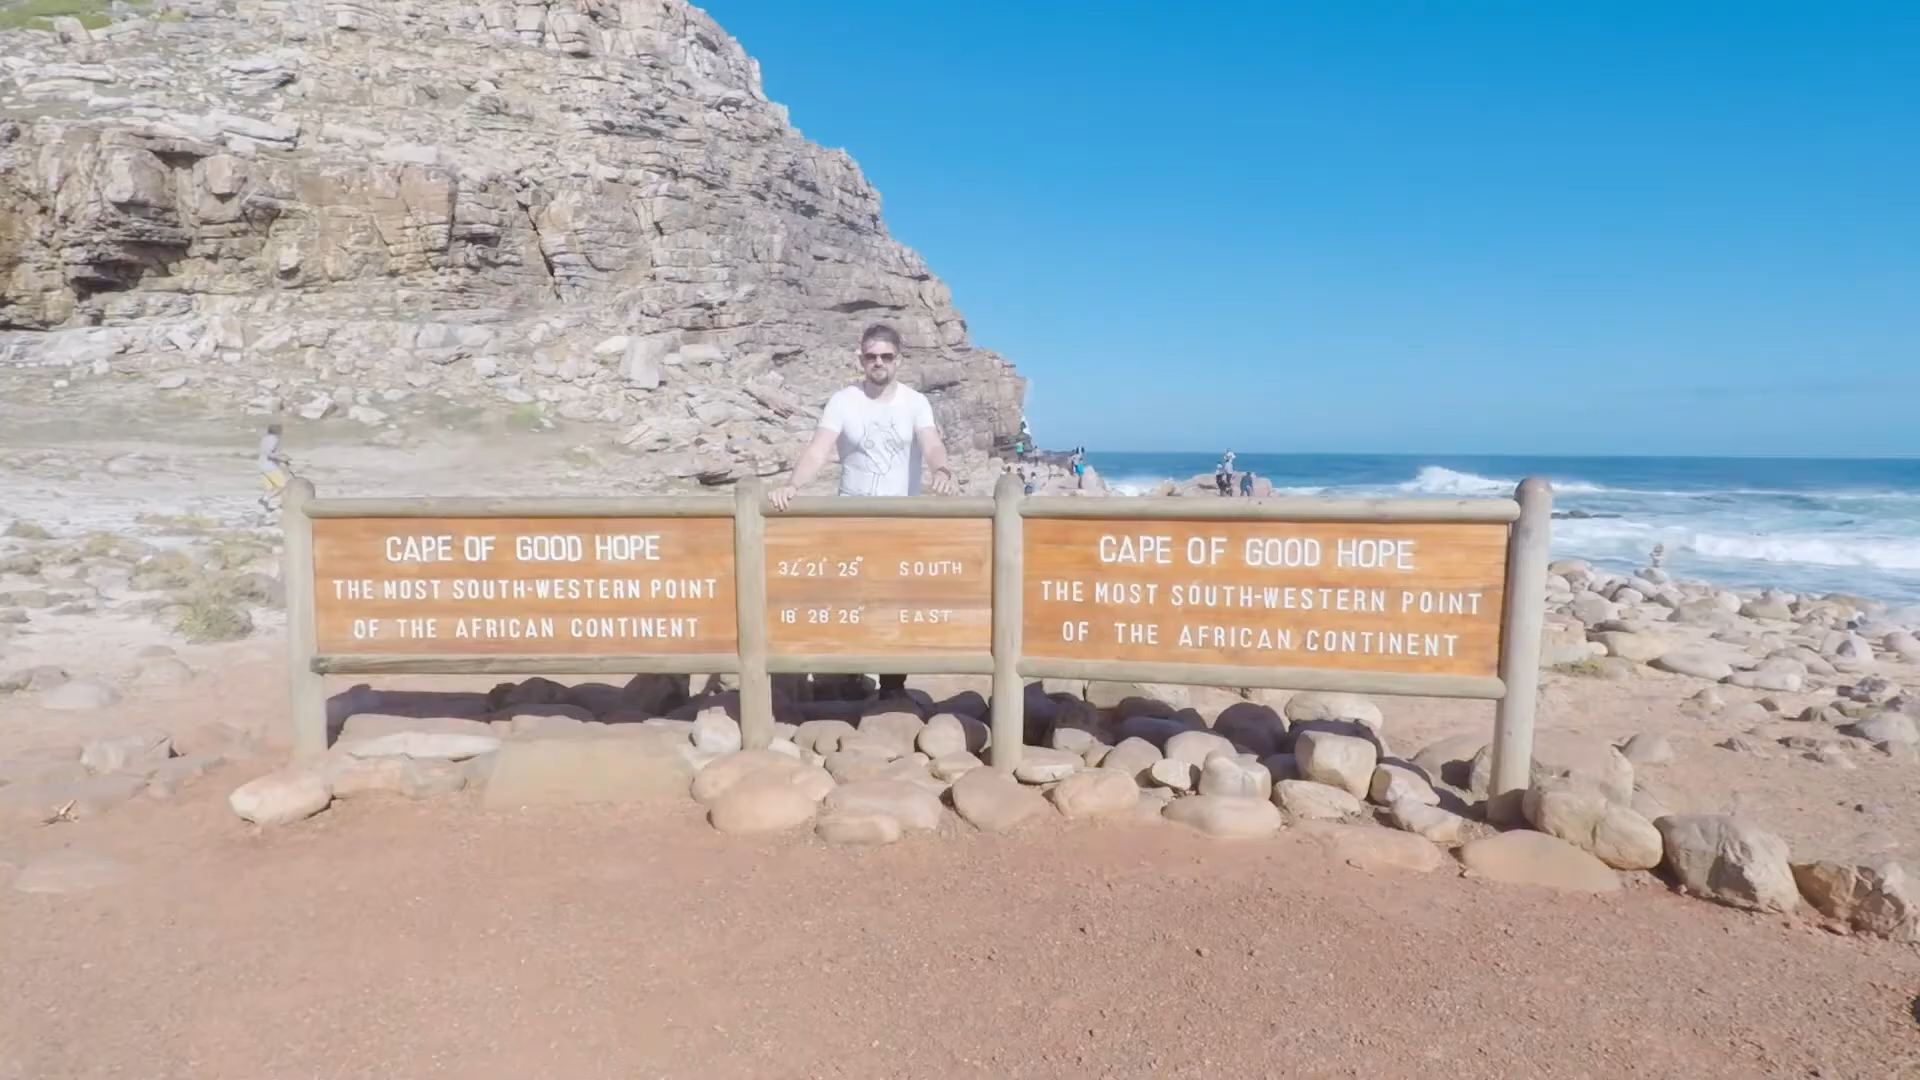 CAPE OF GOOD HOPE
THE MOST SOUTH-WESTERN POINT
OF THE AFRICAN CONTINENT
34° 21' 25" SOUTH
18° 28' 26" EAST
CAPE OF GOOD HOPE
THE MOST SOUTH-WESTERN POINT
OF THE AFRICAN CONTINENT